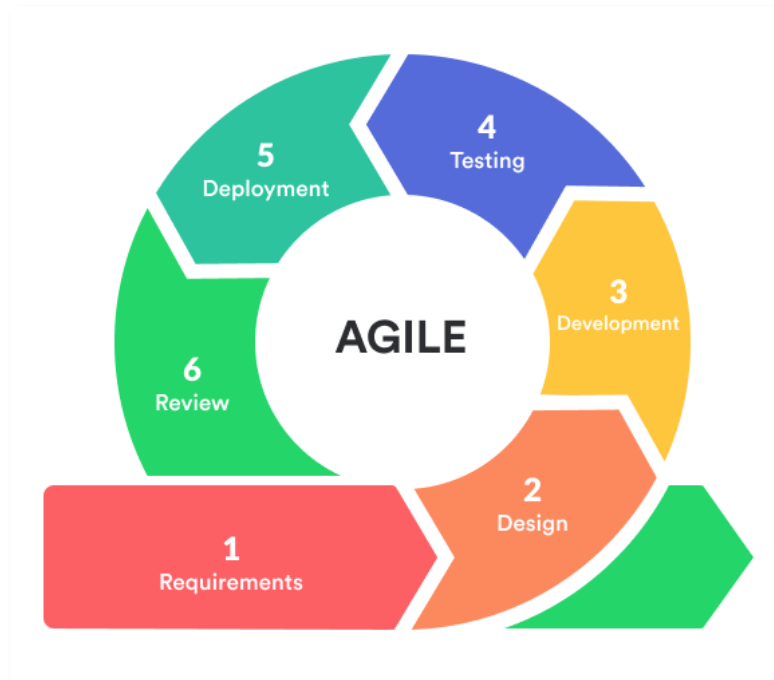 AGILE
1
Requirements
2
Design
3
Development
4
Testing
5
Deployment
6
Review